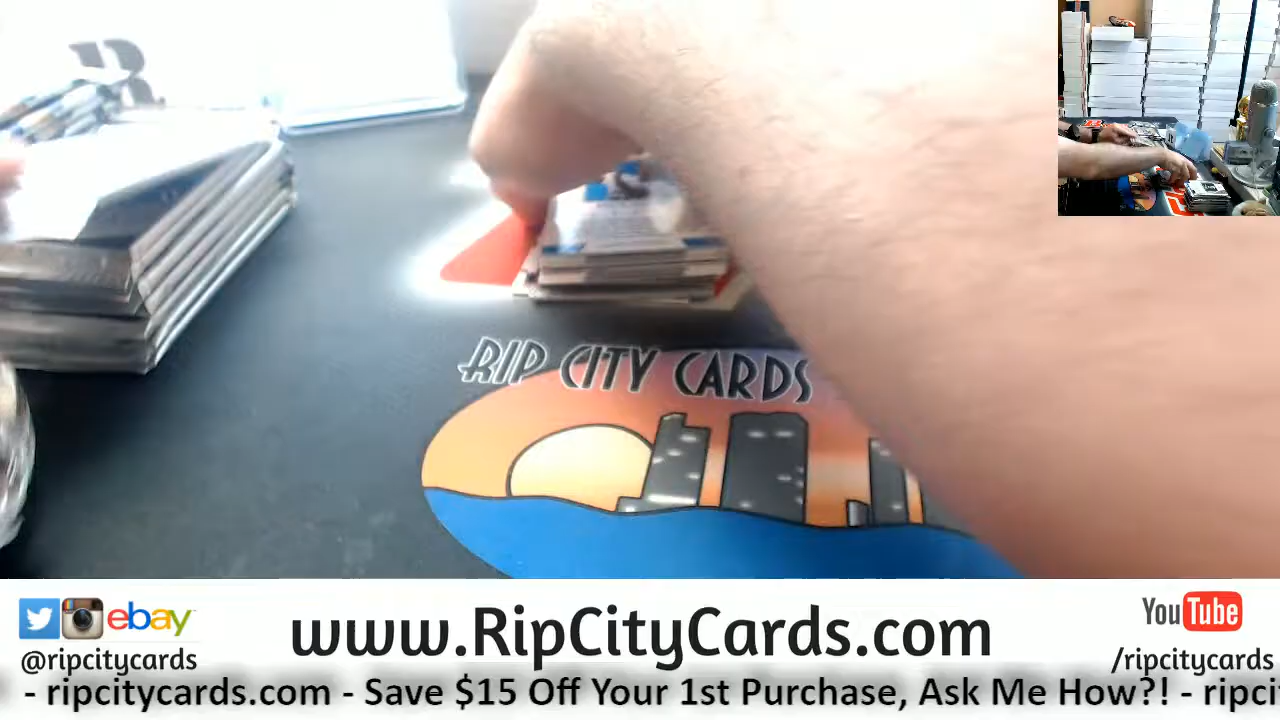 RIP CITY CARDS
ebay
www.RipCityCards.com
YouTube
@ripcitycards
/ripcitycards
- ripcitycards.com - Save $15 Off Your 1st Purchase, Ask Me How?! - ripci